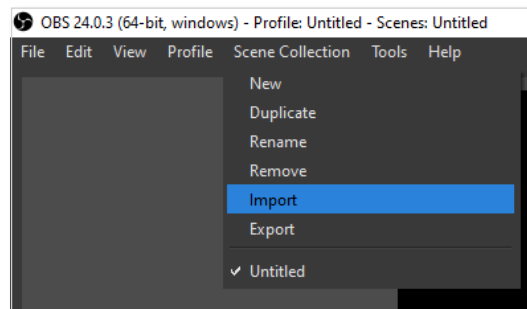 OBS 24.0.3 (64-bit, windows) - Profile: Untitled - Scenes: Untitled
File Edit View Profile Scene Collection Tools Help
New
Duplicate
Rename
Remove
Import
Export
✓ Untitled